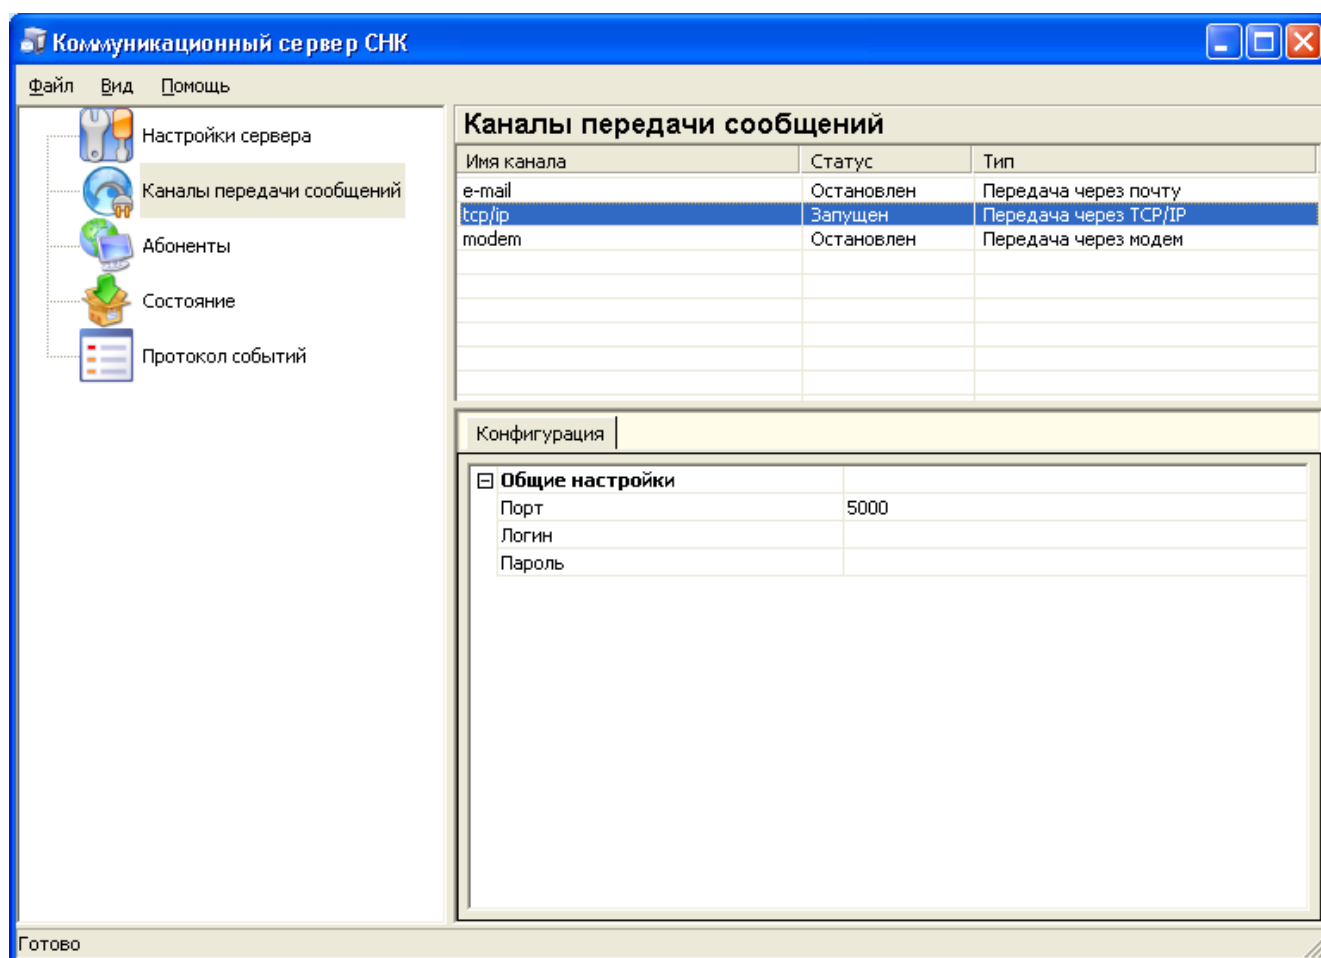 Коммуникационный сервер СНК
Файл Вид Помощь
Настройки сервера
Каналы передачи сообщений
Абоненты
Состояние
Протокол событий
Каналы передачи сообщений
Имя канала Статус Тип
e-mail Остановлен Передача через почту
tcp/ip Запущен Передача через TCP/IP
modem Остановлен Передача через модем
Конфигурация
Общие настройки
Порт 5000
Логин
Пароль
Готово